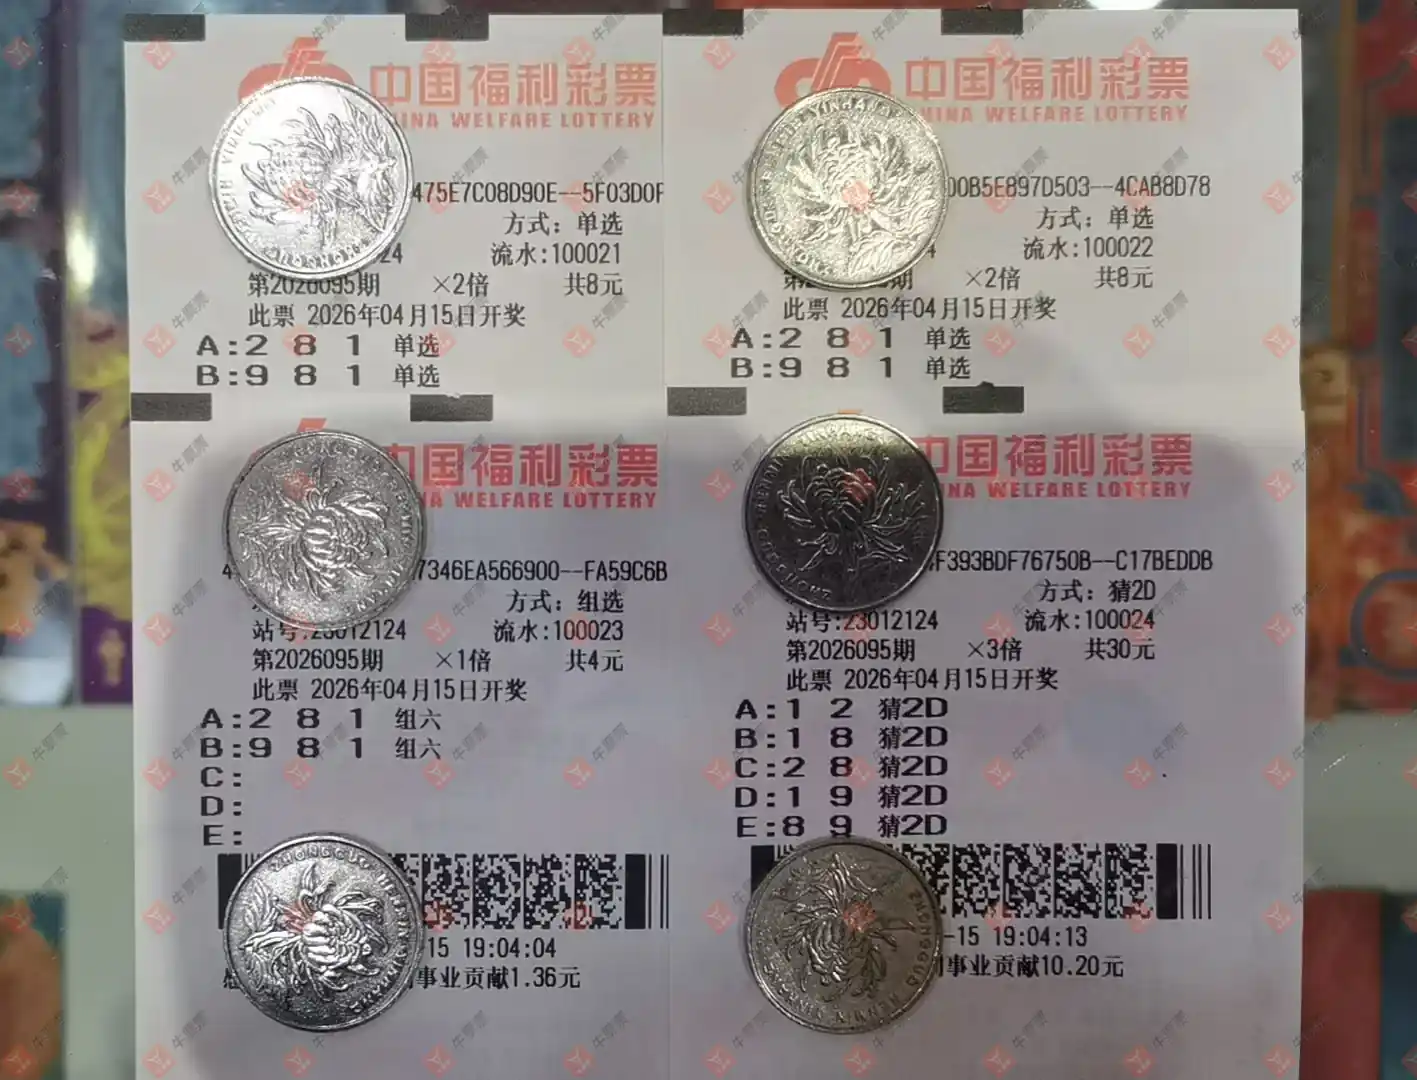 中国福利彩票
INA WELFARE LOTTERY
475E7C08D90E--5F03D0F
方式: 单选
24 流水:100021
第2026095期 ×2倍 共8元
此票 2026年04月15日开奖
A:2 8 1 单选
B:9 8 1 单选
中国福利彩票
INA WELFARE LOTTERY
00B5E897D503--4CAB8D78
方式: 单选
4 流水:100022
期 ×2倍 共8元
此票 2026年04月15日开奖
A:2 8 1 单选
B:9 8 1 单选
国福利彩票
NA WELFARE LOTTERY
7346EA566900--FA59C6B
方式: 组选
站号:23012124 流水:100023
第2026095期 ×1倍 共4元
此票 2026年04月15日开奖
A:2 8 1 组六
B:9 8 1 组六
C:
D:
E:
15 19:04:04
事业贡献1.36元
国福利彩票
NA WELFARE LOTTERY
F393BDF76750B--C17BEDDB
方式: 猜2D
站号:23012124 流水:100024
第2026095期 ×3倍 共30元
此票 2026年04月15日开奖
A:1 2 猜2D
B:1 8 猜2D
C:2 8 猜2D
D:1 9 猜2D
E:8 9 猜2D
-15 19:04:13
事业贡献10.20元
牛彩票